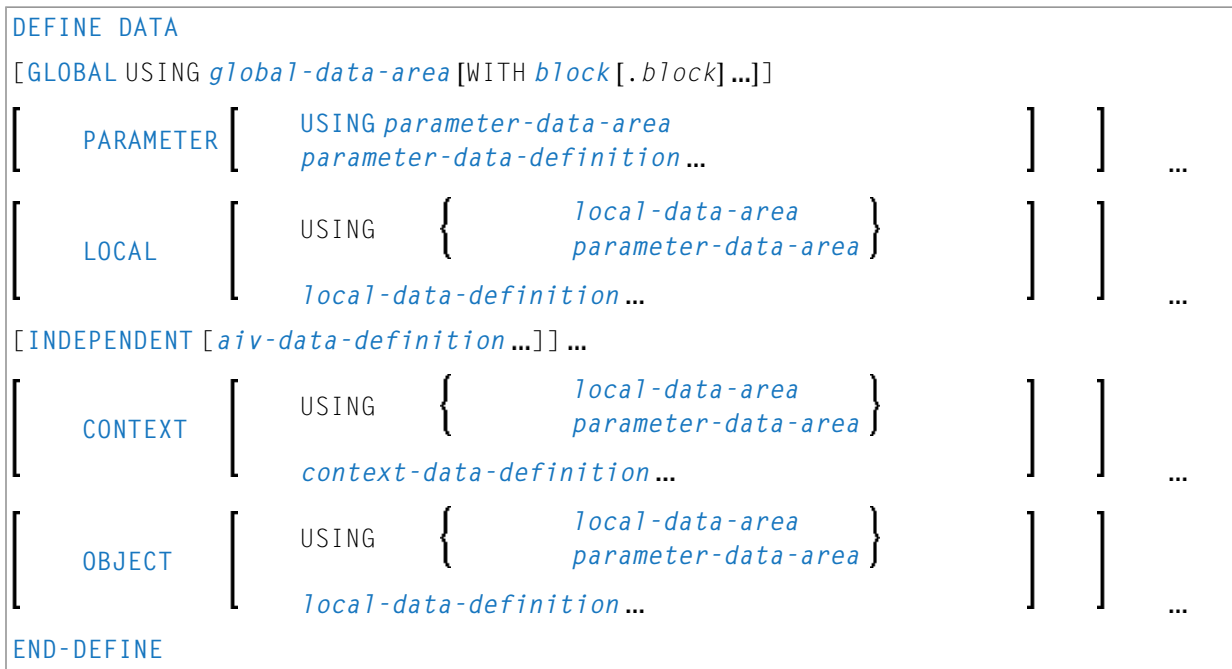 DEFINE DATA
[GLOBAL USING global-data-area [WITH block [.block] ...]]
[ PARAMETER [ USING parameter-data-area
parameter-data-definition ... ] ] ...
[ LOCAL [ USING { local-data-area
parameter-data-area }
local-data-definition ... ] ] ...
[INDEPENDENT [aiv-data-definition ...]] ...
[ CONTEXT [ USING { local-data-area
parameter-data-area }
context-data-definition ... ] ] ...
[ OBJECT [ USING { local-data-area
parameter-data-area }
local-data-definition ... ] ] ...
END-DEFINE